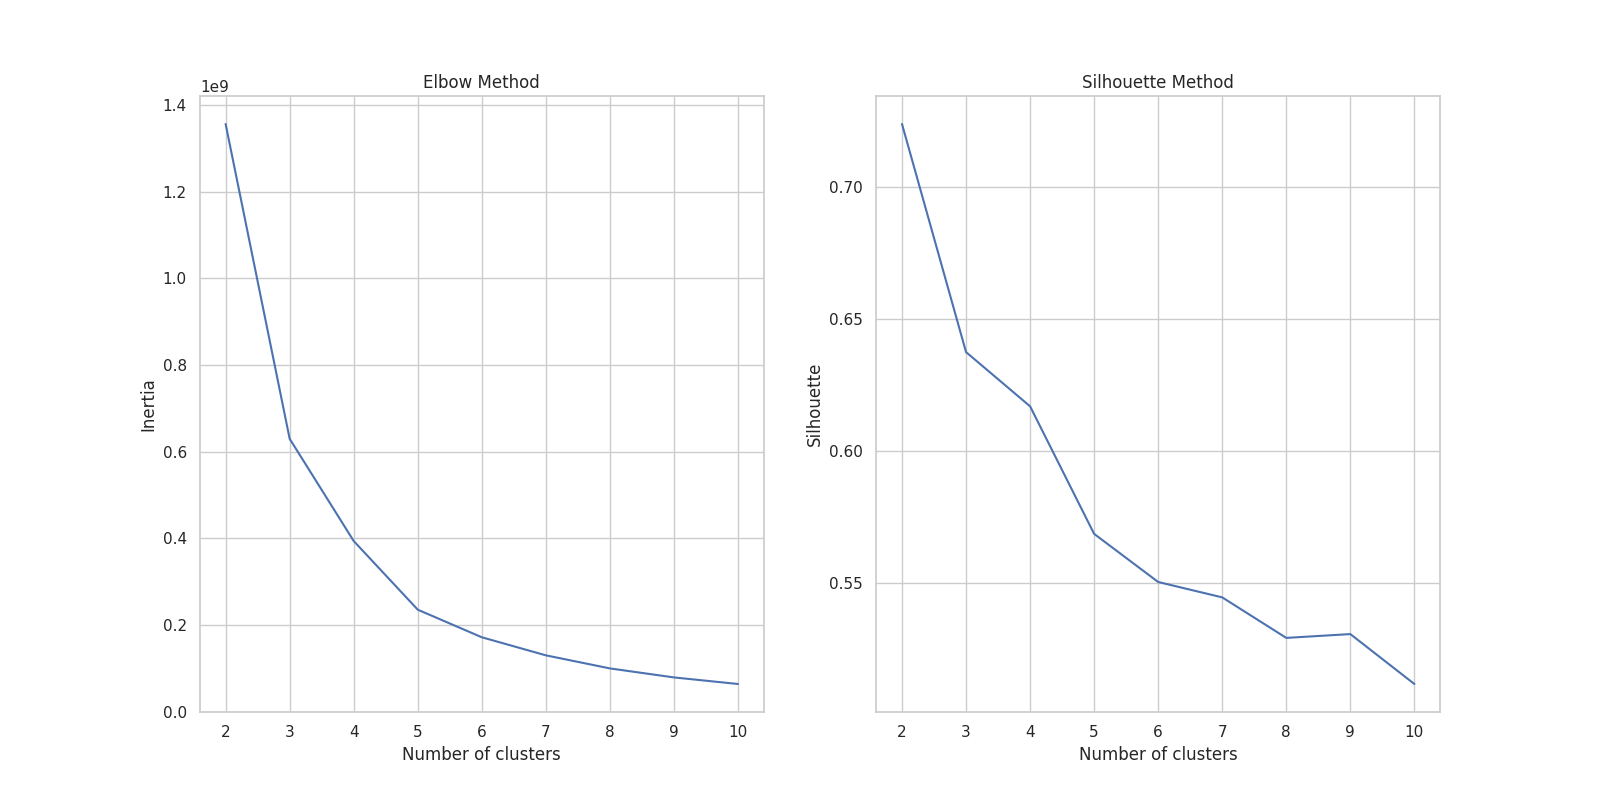 Elbow Method
1e9
1.4
1.2
1.0
0.8
0.6
0.4
0.2
0.0
Inertia
2 3 4 5 6 7 8 9 10
Number of clusters
Silhouette Method
0.70
0.65
0.60
0.55
Silhouette
2 3 4 5 6 7 8 9 10
Number of clusters